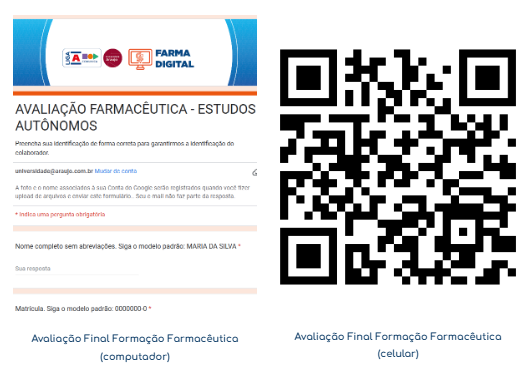 LIGA
FARMA
DIGITAL
AVALIAÇÃO FARMACÊUTICA - ESTUDOS
AUTÔNOMOS
Preencha sua identificação de forma correta para garantirmos a identificação do
colaborador.
universidade@araujo.com.br Mudar de conta
A foto e o nome associados à sua Conta do Google serão registrados quando você fizer
upload de arquivos e enviar este formulário. Seu e-mail não faz parte da resposta.
* Indica uma pergunta obrigatória
Nome completo sem abreviações. Siga o modelo padrão: MARIA DA SILVA *
Sua resposta
Matrícula. Siga o modelo padrão: 0000000-0 *
Avaliação Final Formação Farmacêutica
(computador)
Avaliação Final Formação Farmacêutica
(celular)